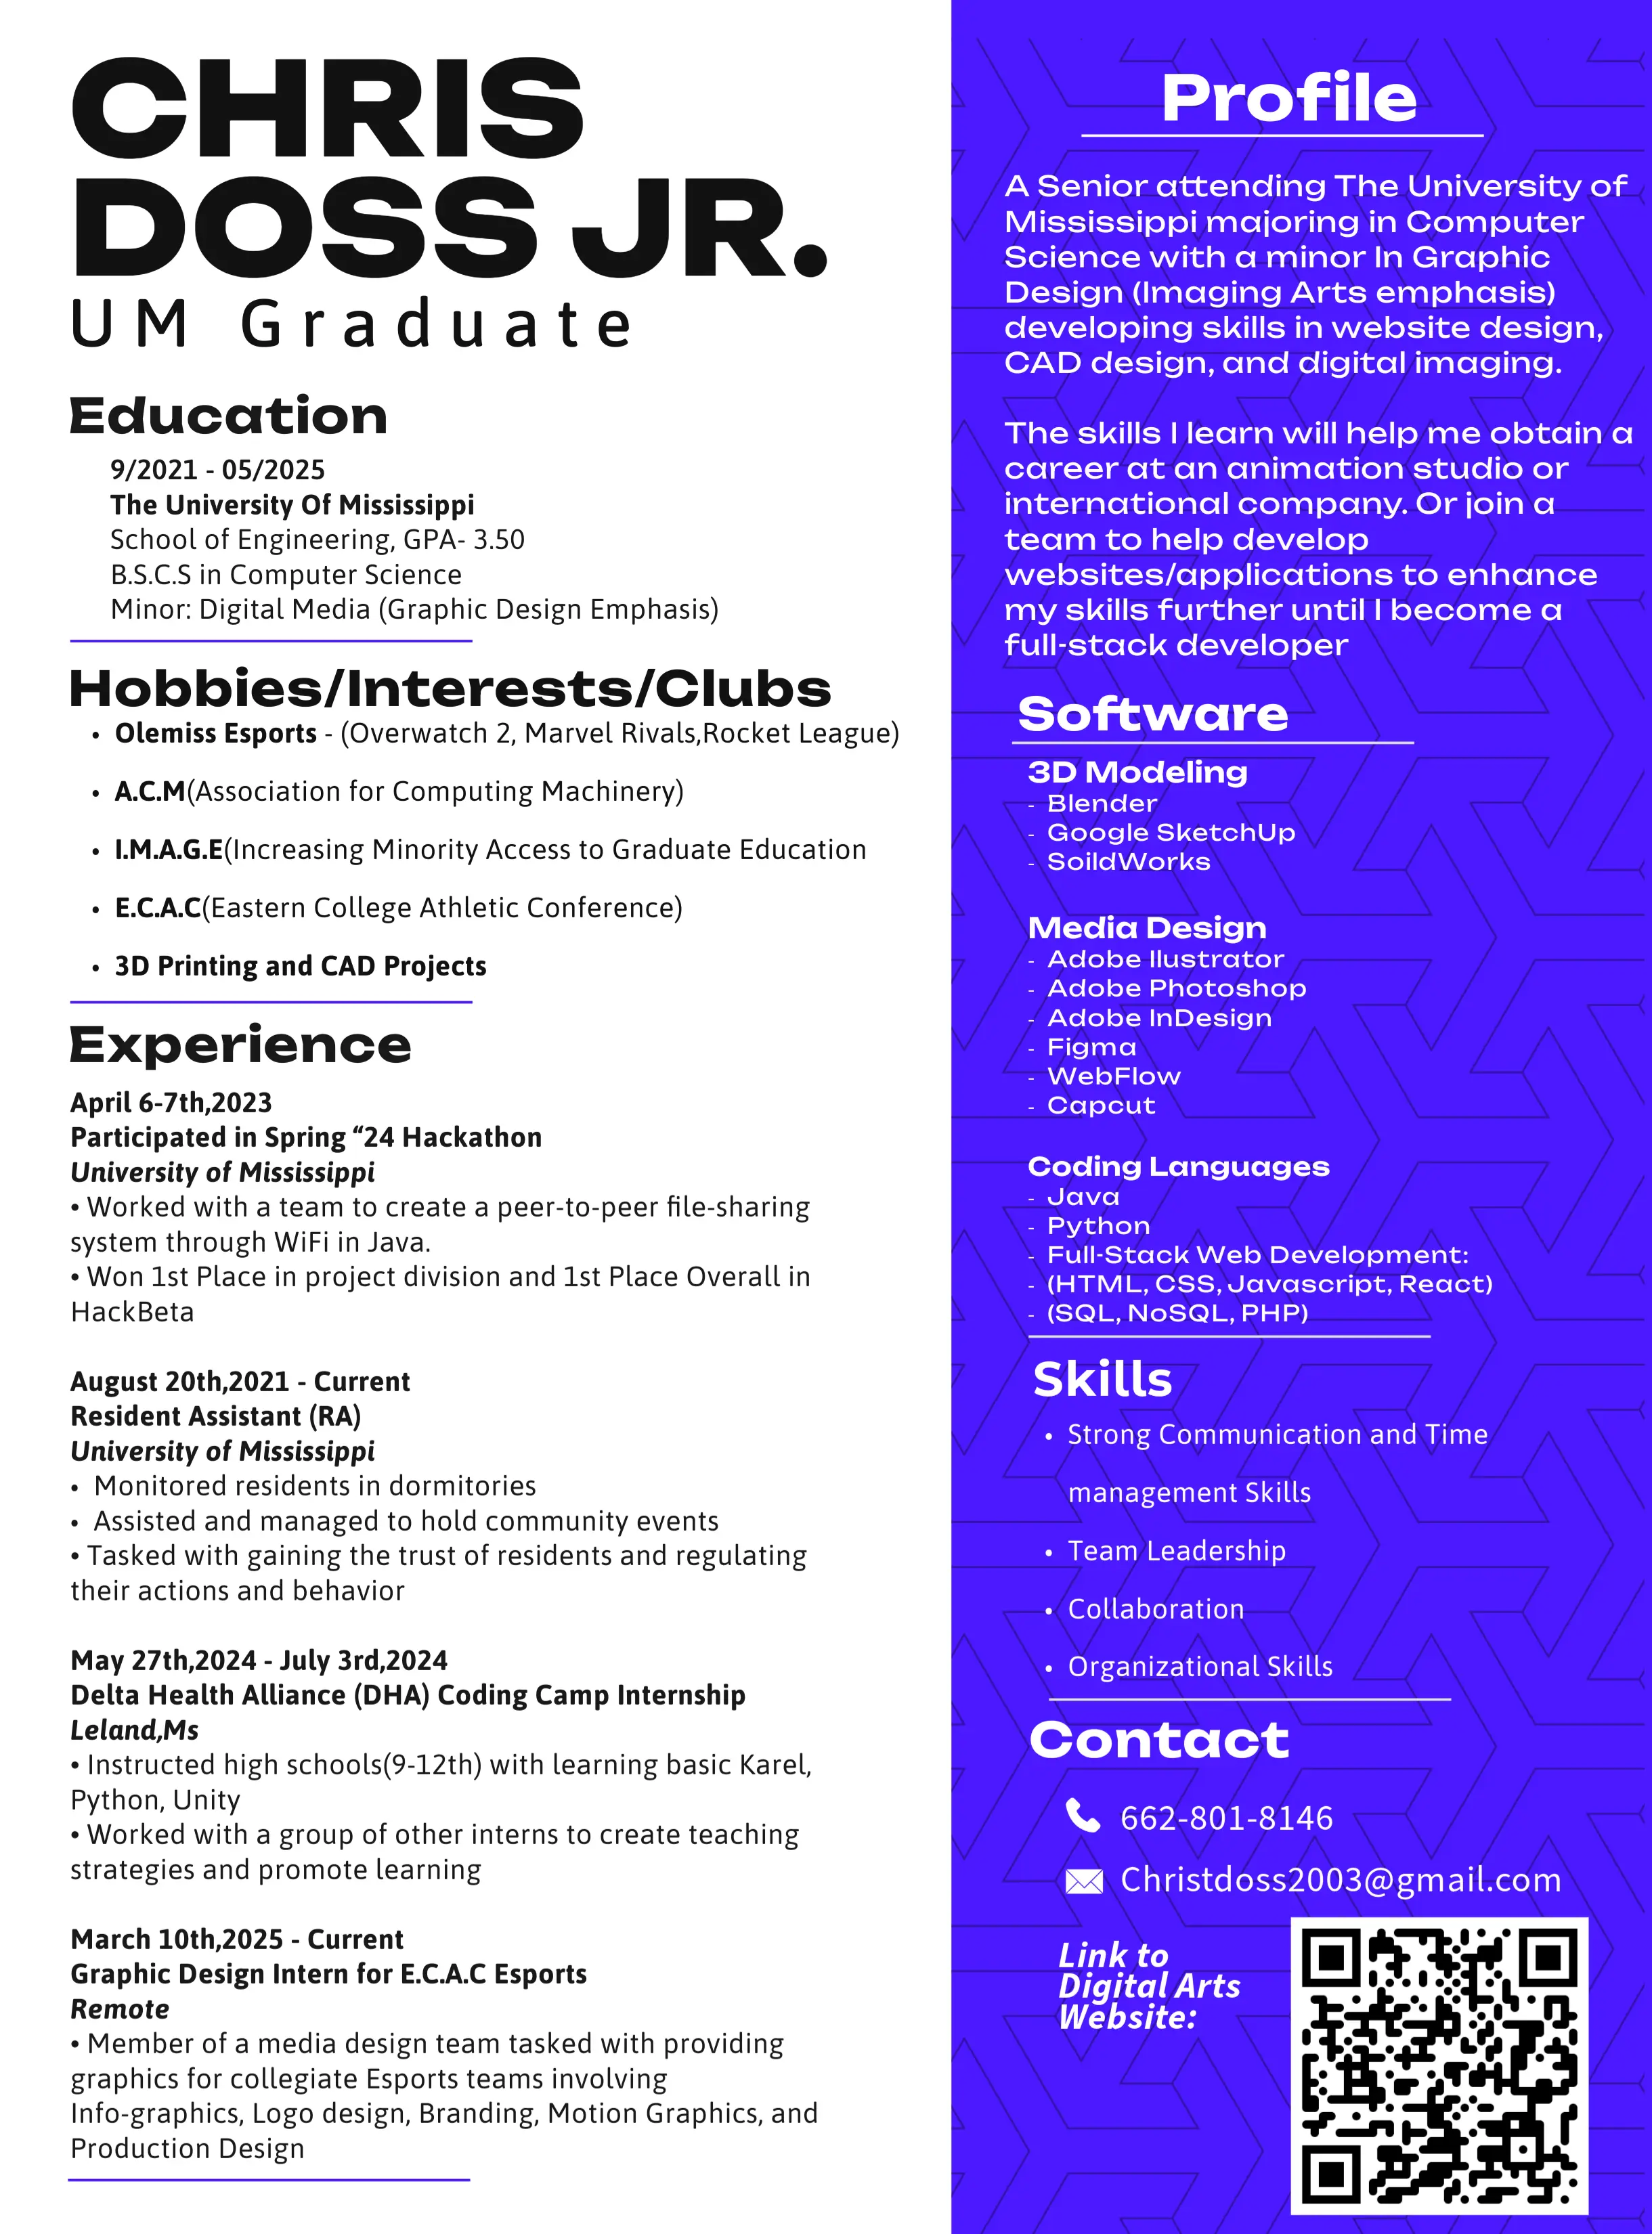 CHRIS
DOSS JR.
UM Graduate
Education
9/2021 - 05/2025
The University Of Mississippi
School of Engineering, GPA- 3.50
B.S.C.S in Computer Science
Minor: Digital Media (Graphic Design Emphasis)
Hobbies/Interests/Clubs
• Olemiss Esports - (Overwatch 2, Marvel Rivals,Rocket League)
• A.C.M(Association for Computing Machinery)
• I.M.A.G.E(Increasing Minority Access to Graduate Education
• E.C.A.C(Eastern College Athletic Conference)
• 3D Printing and CAD Projects
Experience
April 6-7th,2023
Participated in Spring “24 Hackathon
University of Mississippi
• Worked with a team to create a peer-to-peer file-sharing
system through WiFi in Java.
• Won 1st Place in project division and 1st Place Overall in
HackBeta
August 20th,2021 - Current
Resident Assistant (RA)
University of Mississippi
• Monitored residents in dormitories
• Assisted and managed to hold community events
• Tasked with gaining the trust of residents and regulating
their actions and behavior
May 27th,2024 - July 3rd,2024
Delta Health Alliance (DHA) Coding Camp Internship
Leland,Ms
• Instructed high schools(9-12th) with learning basic Karel,
Python, Unity
• Worked with a group of other interns to create teaching
strategies and promote learning
March 10th,2025 - Current
Graphic Design Intern for E.C.A.C Esports
Remote
• Member of a media design team tasked with providing
graphics for collegiate Esports teams involving
Info-graphics, Logo design, Branding, Motion Graphics, and
Production Design
Profile
A Senior attending The University of
Mississippi majoring in Computer
Science with a minor In Graphic
Design (Imaging Arts emphasis)
developing skills in website design,
CAD design, and digital imaging.
The skills I learn will help me obtain a
career at an animation studio or
international company. Or join a
team to help develop
websites/applications to enhance
my skills further until I become a
full-stack developer
Software
3D Modeling
- Blender
- Google SketchUp
- SoildWorks
Media Design
- Adobe Ilustrator
- Adobe Photoshop
- Adobe InDesign
- Figma
- WebFlow
- Capcut
Coding Languages
- Java
- Python
- Full-Stack Web Development:
- (HTML, CSS, Javascript, React)
- (SQL, NoSQL, PHP)
Skills
• Strong Communication and Time
management Skills
• Team Leadership
• Collaboration
• Organizational Skills
Contact
662-801-8146
Christdoss2003@gmail.com
Link to
Digital Arts
Website: